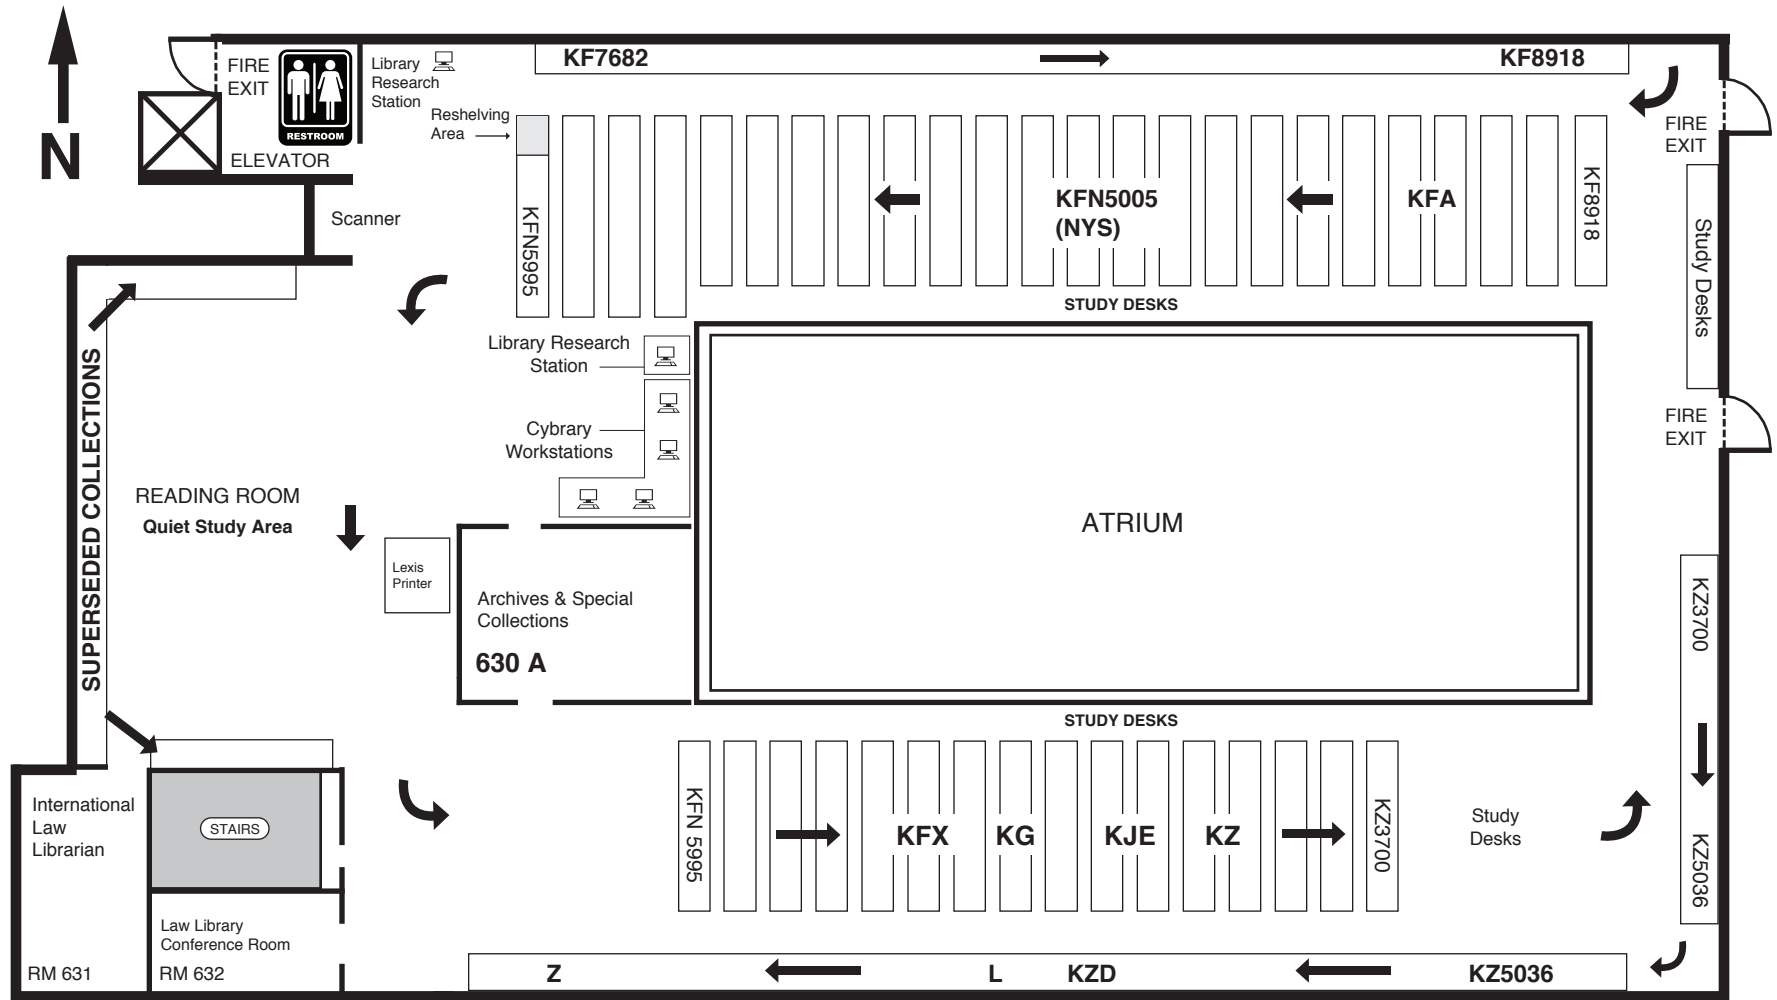 N
FIRE
EXIT
RESTROOM
ELEVATOR
Library
Research
Station
Reshelving
Area
Scanner
KF7682
KF8918
FIRE
EXIT
KFN5995
KFN5005
(NYS)
KFA
KF8918
Study Desks
STUDY DESKS
Library Research
Station
Cybrary
Workstations
FIRE
EXIT
SUPERSEDED COLLECTIONS
READING ROOM
Quiet Study Area
ATRIUM
Lexis
Printer
Archives & Special
Collections
630 A
KZ3700
KZ5036
STUDY DESKS
KFN 5995
KFX
KG
KJE
KZ
KZ3700
Study
Desks
International
Law
Librarian
RM 631
STAIRS
Law Library
Conference Room
RM 632
Z
L
KZD
KZ5036